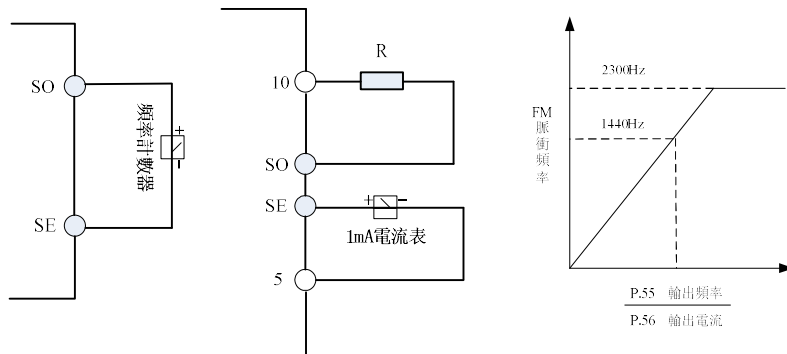 SO
+
頻率計數器
SE
R
10
SO
SE
+ -
1mA電流表
5
2300Hz
1440Hz
FM
脈衝頻率
P.55 輸出頻率
P.56 輸出電流